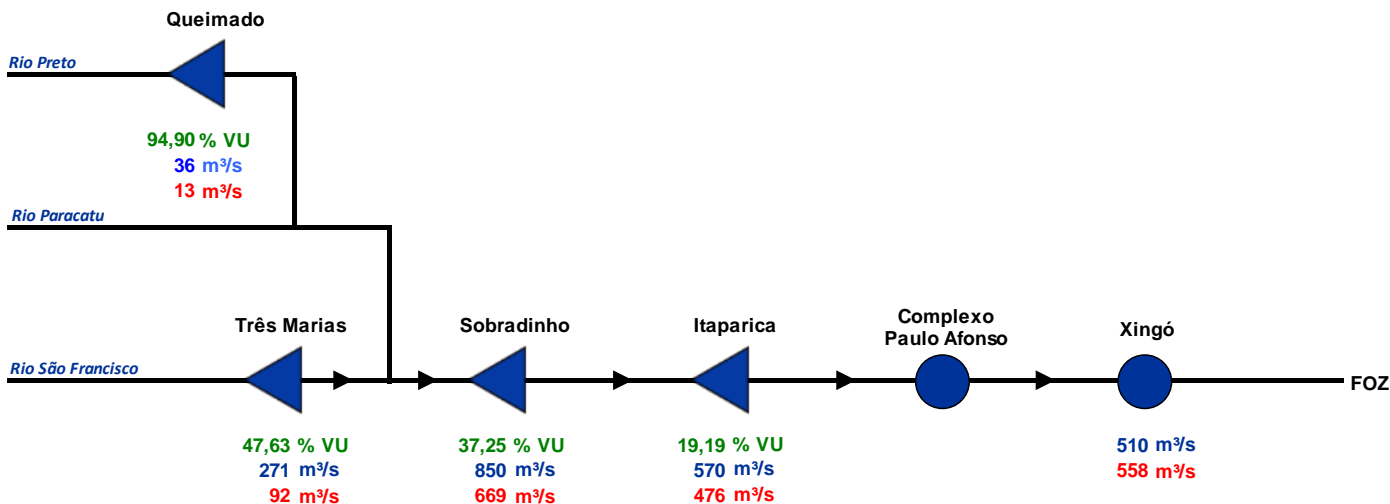 Queimado
Rio Preto
94,90 % VU
36 m³/s
13 m³/s
Rio Paracatu
Três Marias
Sobradinho
Itaparica
Complexo
Paulo Afonso
Xingó
Rio São Francisco
FOZ
47,63 % VU
271 m³/s
92 m³/s
37,25 % VU
850 m³/s
669 m³/s
19,19 % VU
570 m³/s
476 m³/s
510 m³/s
558 m³/s